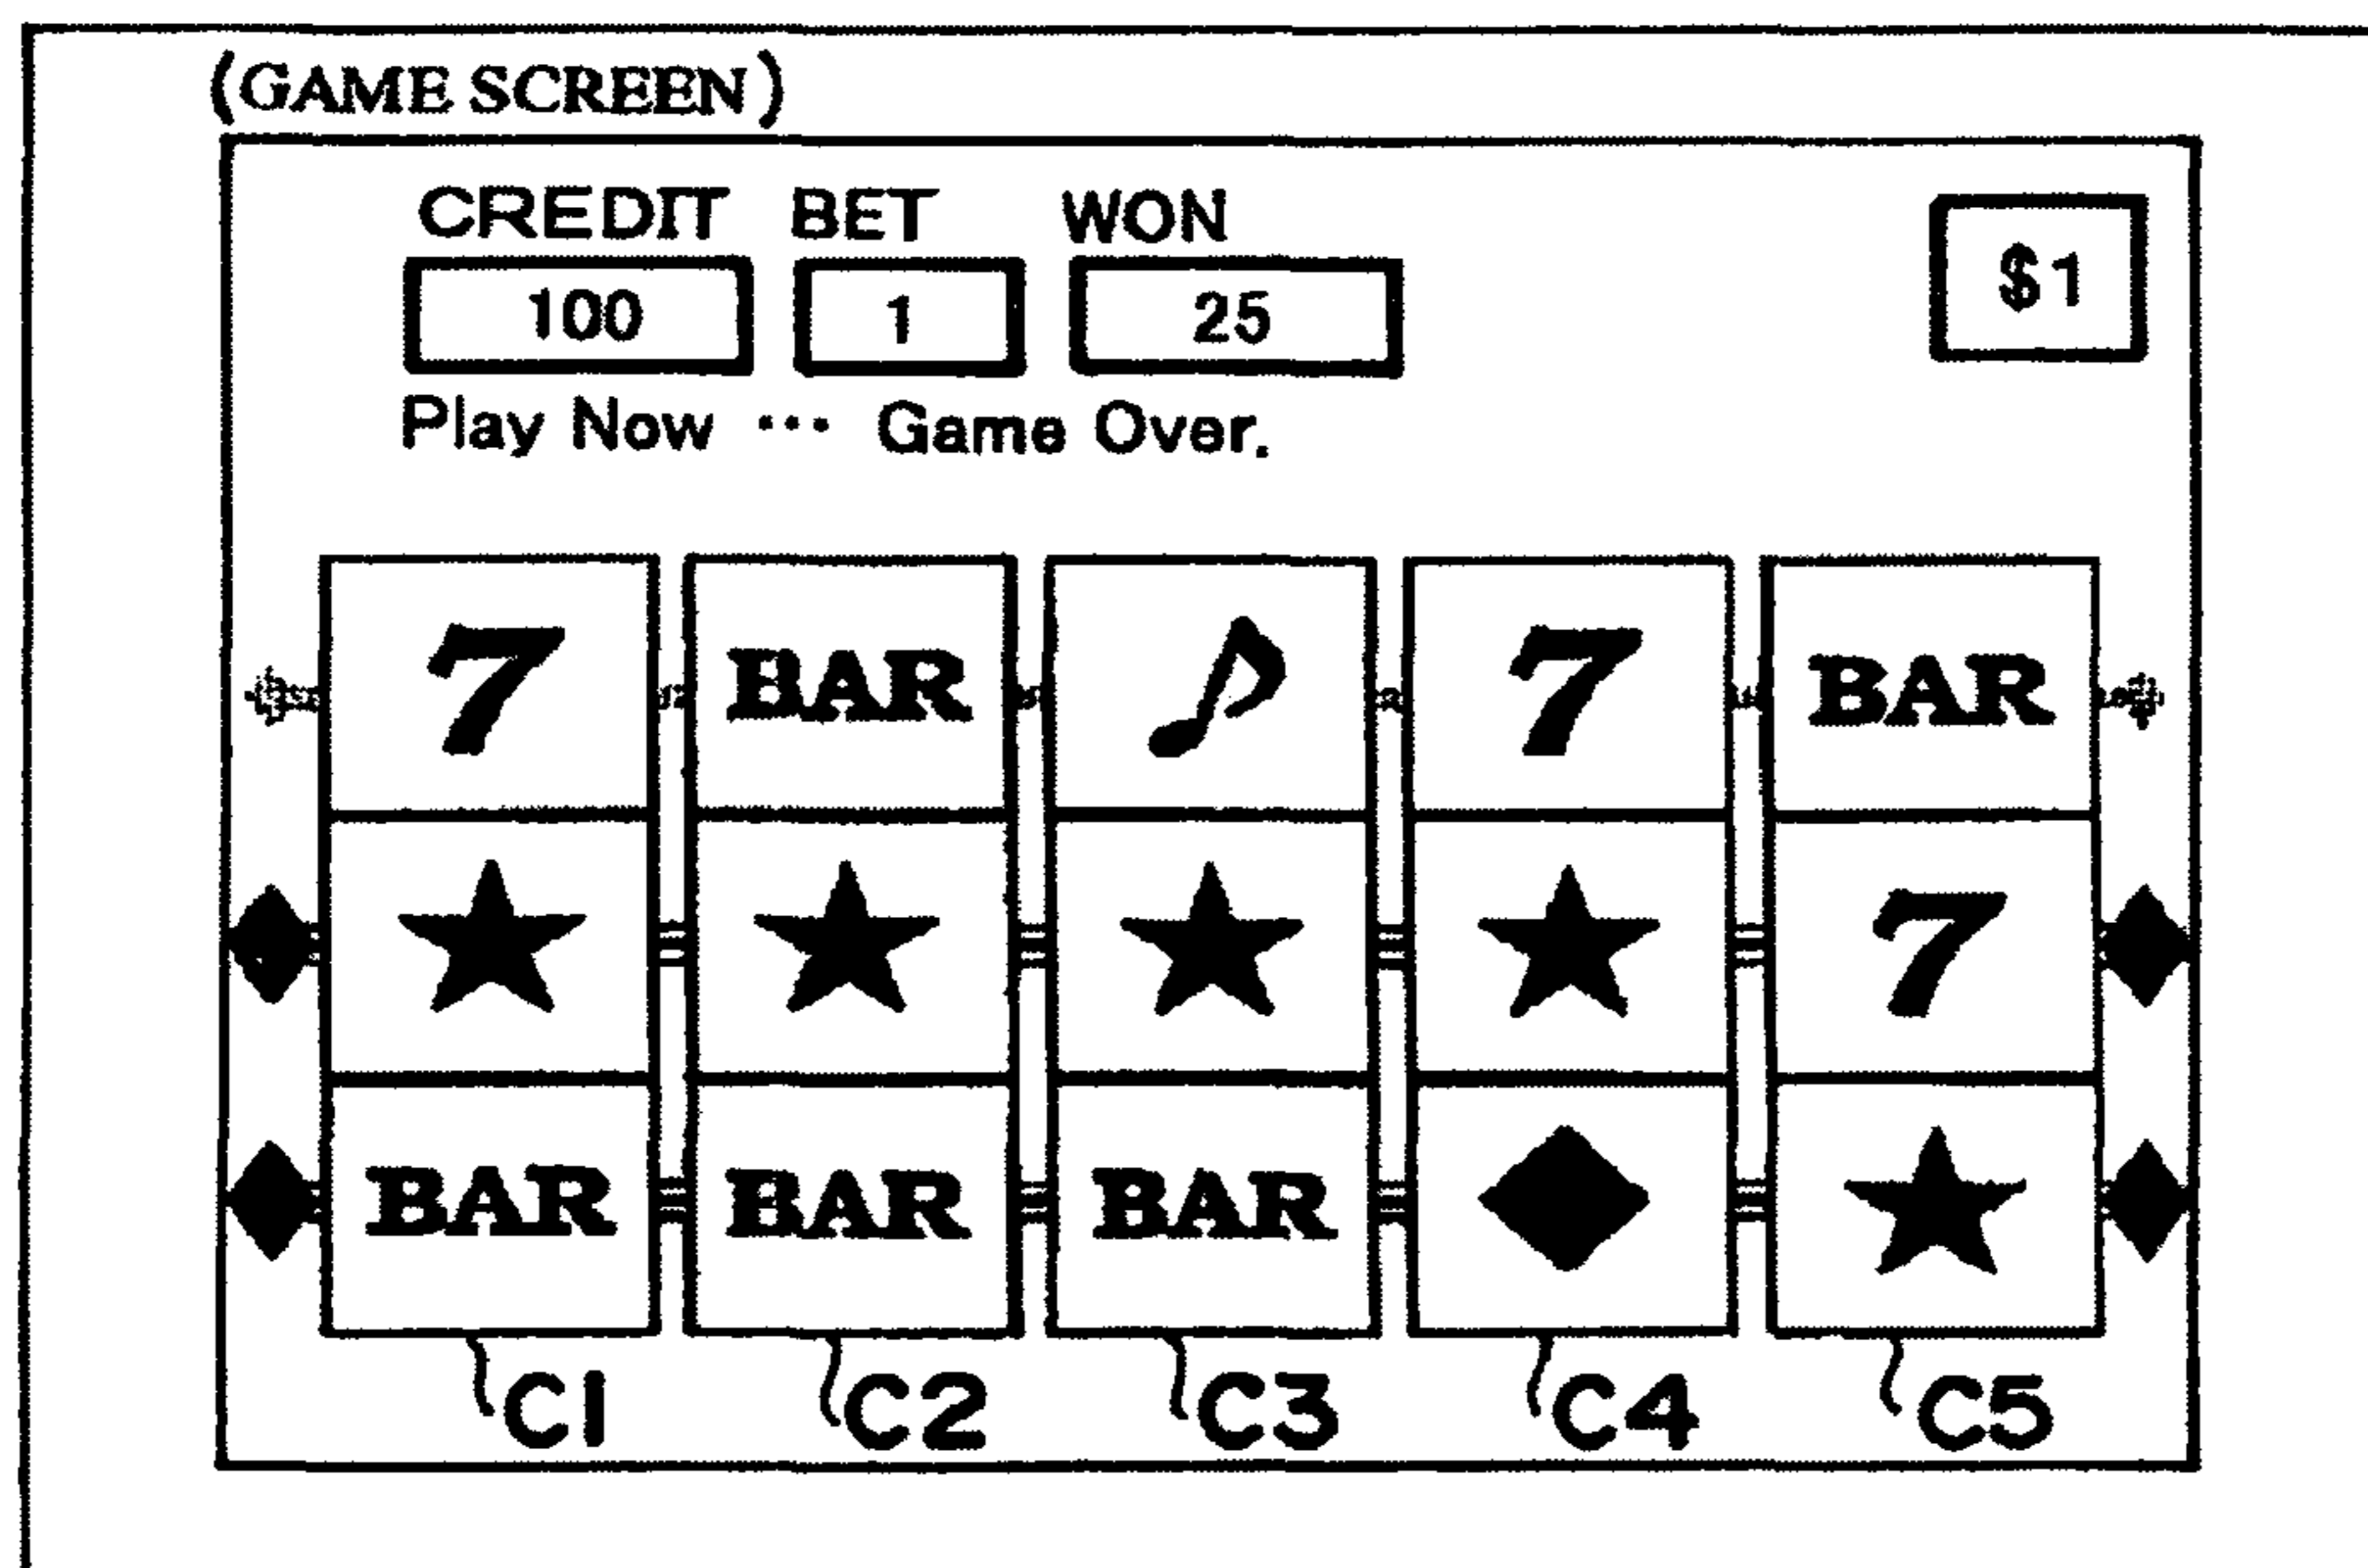 (GAME SCREEN)
CREDIT BET WON
100 1 25 $1
Play Now ··· Game Over.
7 BAR 7 BAR
7
BAR BAR BAR
C1 C2 C3 C4 C5